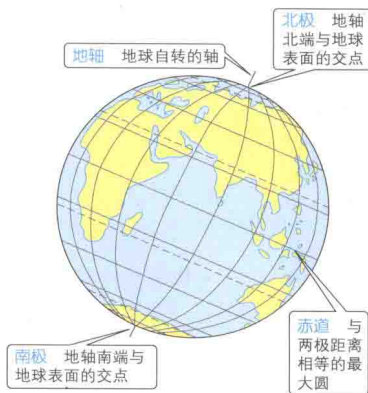 北极 地轴
北端与地球
表面的交点
地轴 地球自转的轴
赤道 与
两极距离
相等的最
大圆
南极 地轴南端与
地球表面的交点